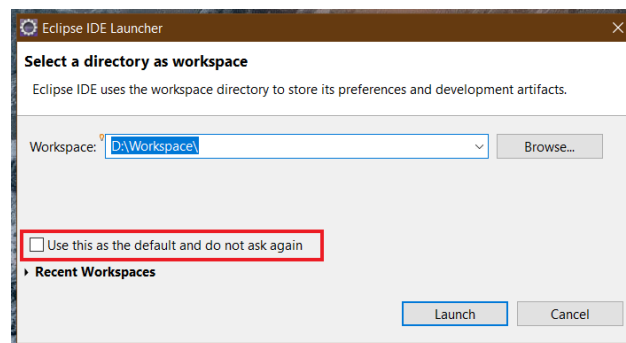 Eclipse IDE Launcher
Select a directory as workspace
Eclipse IDE uses the workspace directory to store its preferences and development artifacts.
Workspace: D:\Workspace\ Browse...
Use this as the default and do not ask again
Recent Workspaces
Launch Cancel